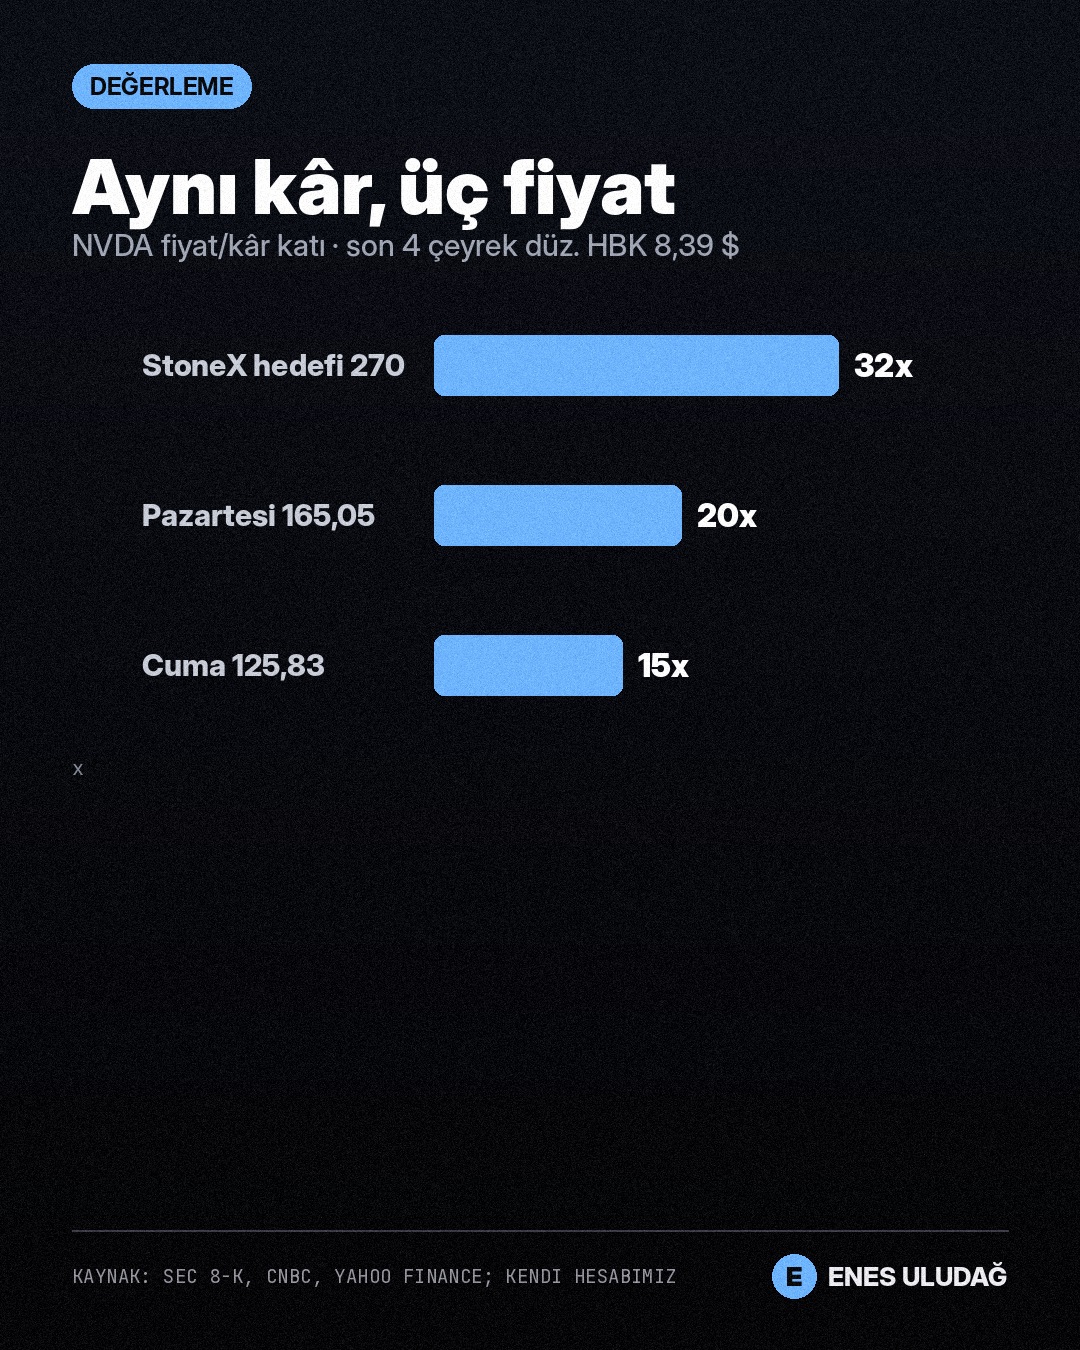 DEĞERLEME
Aynı kâr, üç fiyat
NVDA fiyat/kâr katı · son 4 çeyrek düz. HBK 8,39 $
StoneX hedefi 270 32x
Pazartesi 165,05 20x
Cuma 125,83 15x
x
KAYNAK: SEC 8-K, CNBC, YAHOO FINANCE; KENDI HESABIMIZ
E ENES ULUDAĞ